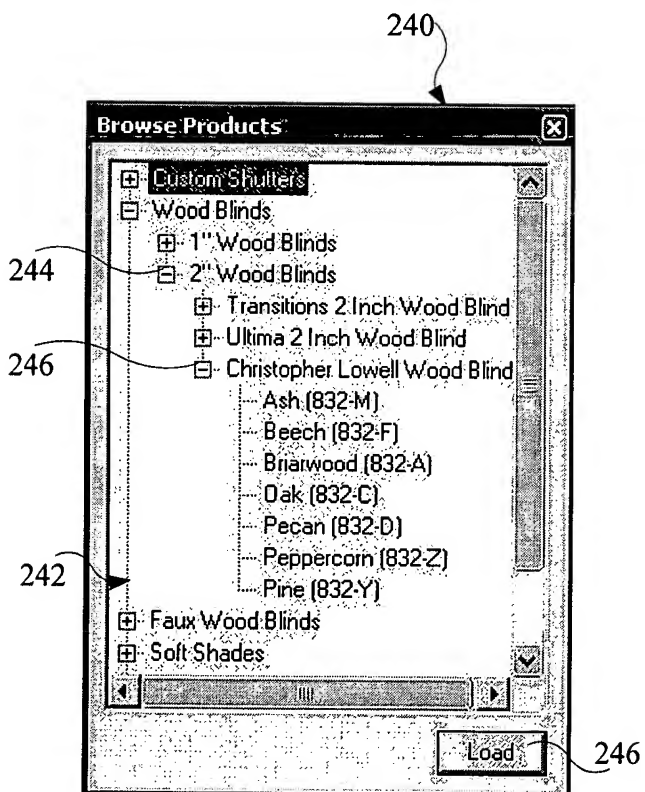 240
Browse Products
Custom Shutters
Wood Blinds
1" Wood Blinds
244
2" Wood Blinds
Transitions 2 Inch Wood Blind
Ultima 2 Inch Wood Blind
246
Christopher Lowell Wood Blind
Ash (832-M)
Beech (832-F)
Briarwood (832-A)
Oak (832-C)
Pecan (832-D)
Peppercorn (832-Z)
242
Pine (832-Y)
Faux Wood Blinds
Soft Shades
Load
246